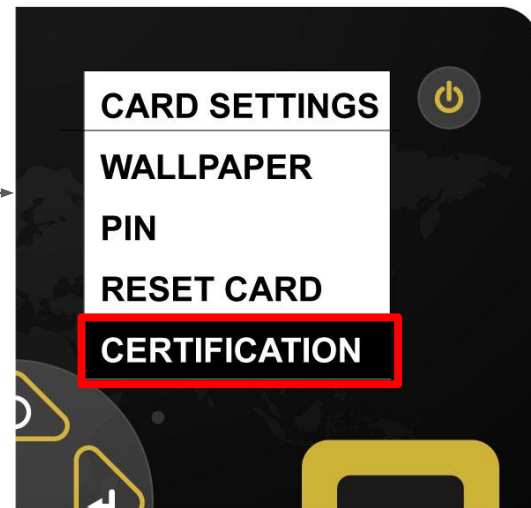 CARD SETTINGS
WALLPAPER
PIN
RESET CARD
CERTIFICATION